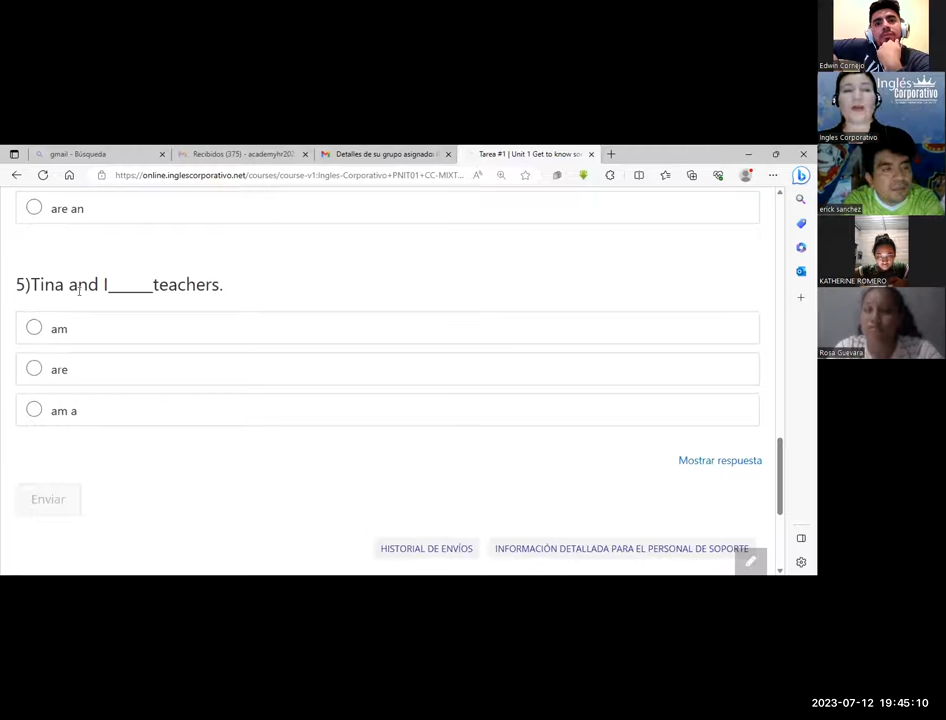 gmail - Búsqueda
Recibidos (375) - academyhr202
Detalles de su grupo asignado:
Tarea #1 | Unit 1 Get to know so
https://online.inglescorporativo.net/courses/course-v1:Ingles-Corporativo+PNIT01+CC-MIXT...
are an
5)Tina and I_____teachers.
am
are
am a
Mostrar respuesta
Enviar
HISTORIAL DE ENVÍOS
INFORMACIÓN DETALLADA PARA EL PERSONAL DE SOPORTE
Edwin Cornejo
Inglés
CORPORATIVO
Ingles Corporativo
erick sanchez
KATHERINE ROMERO
Rosa Guevara
2023-07-12 19:45:10